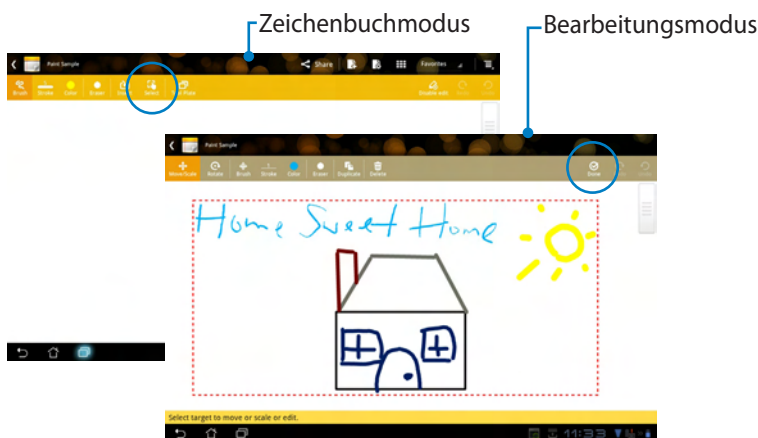 Zeichenbuchmodus
Bearbeitungsmodus
Paint Sample
Share
Favorites
Brush
Stroke
Color
Eraser
Select
Disable edit
Paint Sample
Move/Scale
Rotate
Brush
Stroke
Color
Eraser
Duplicate
Delete
Done
Home Sweet Home
Select target to move or scale or edit.
11:33